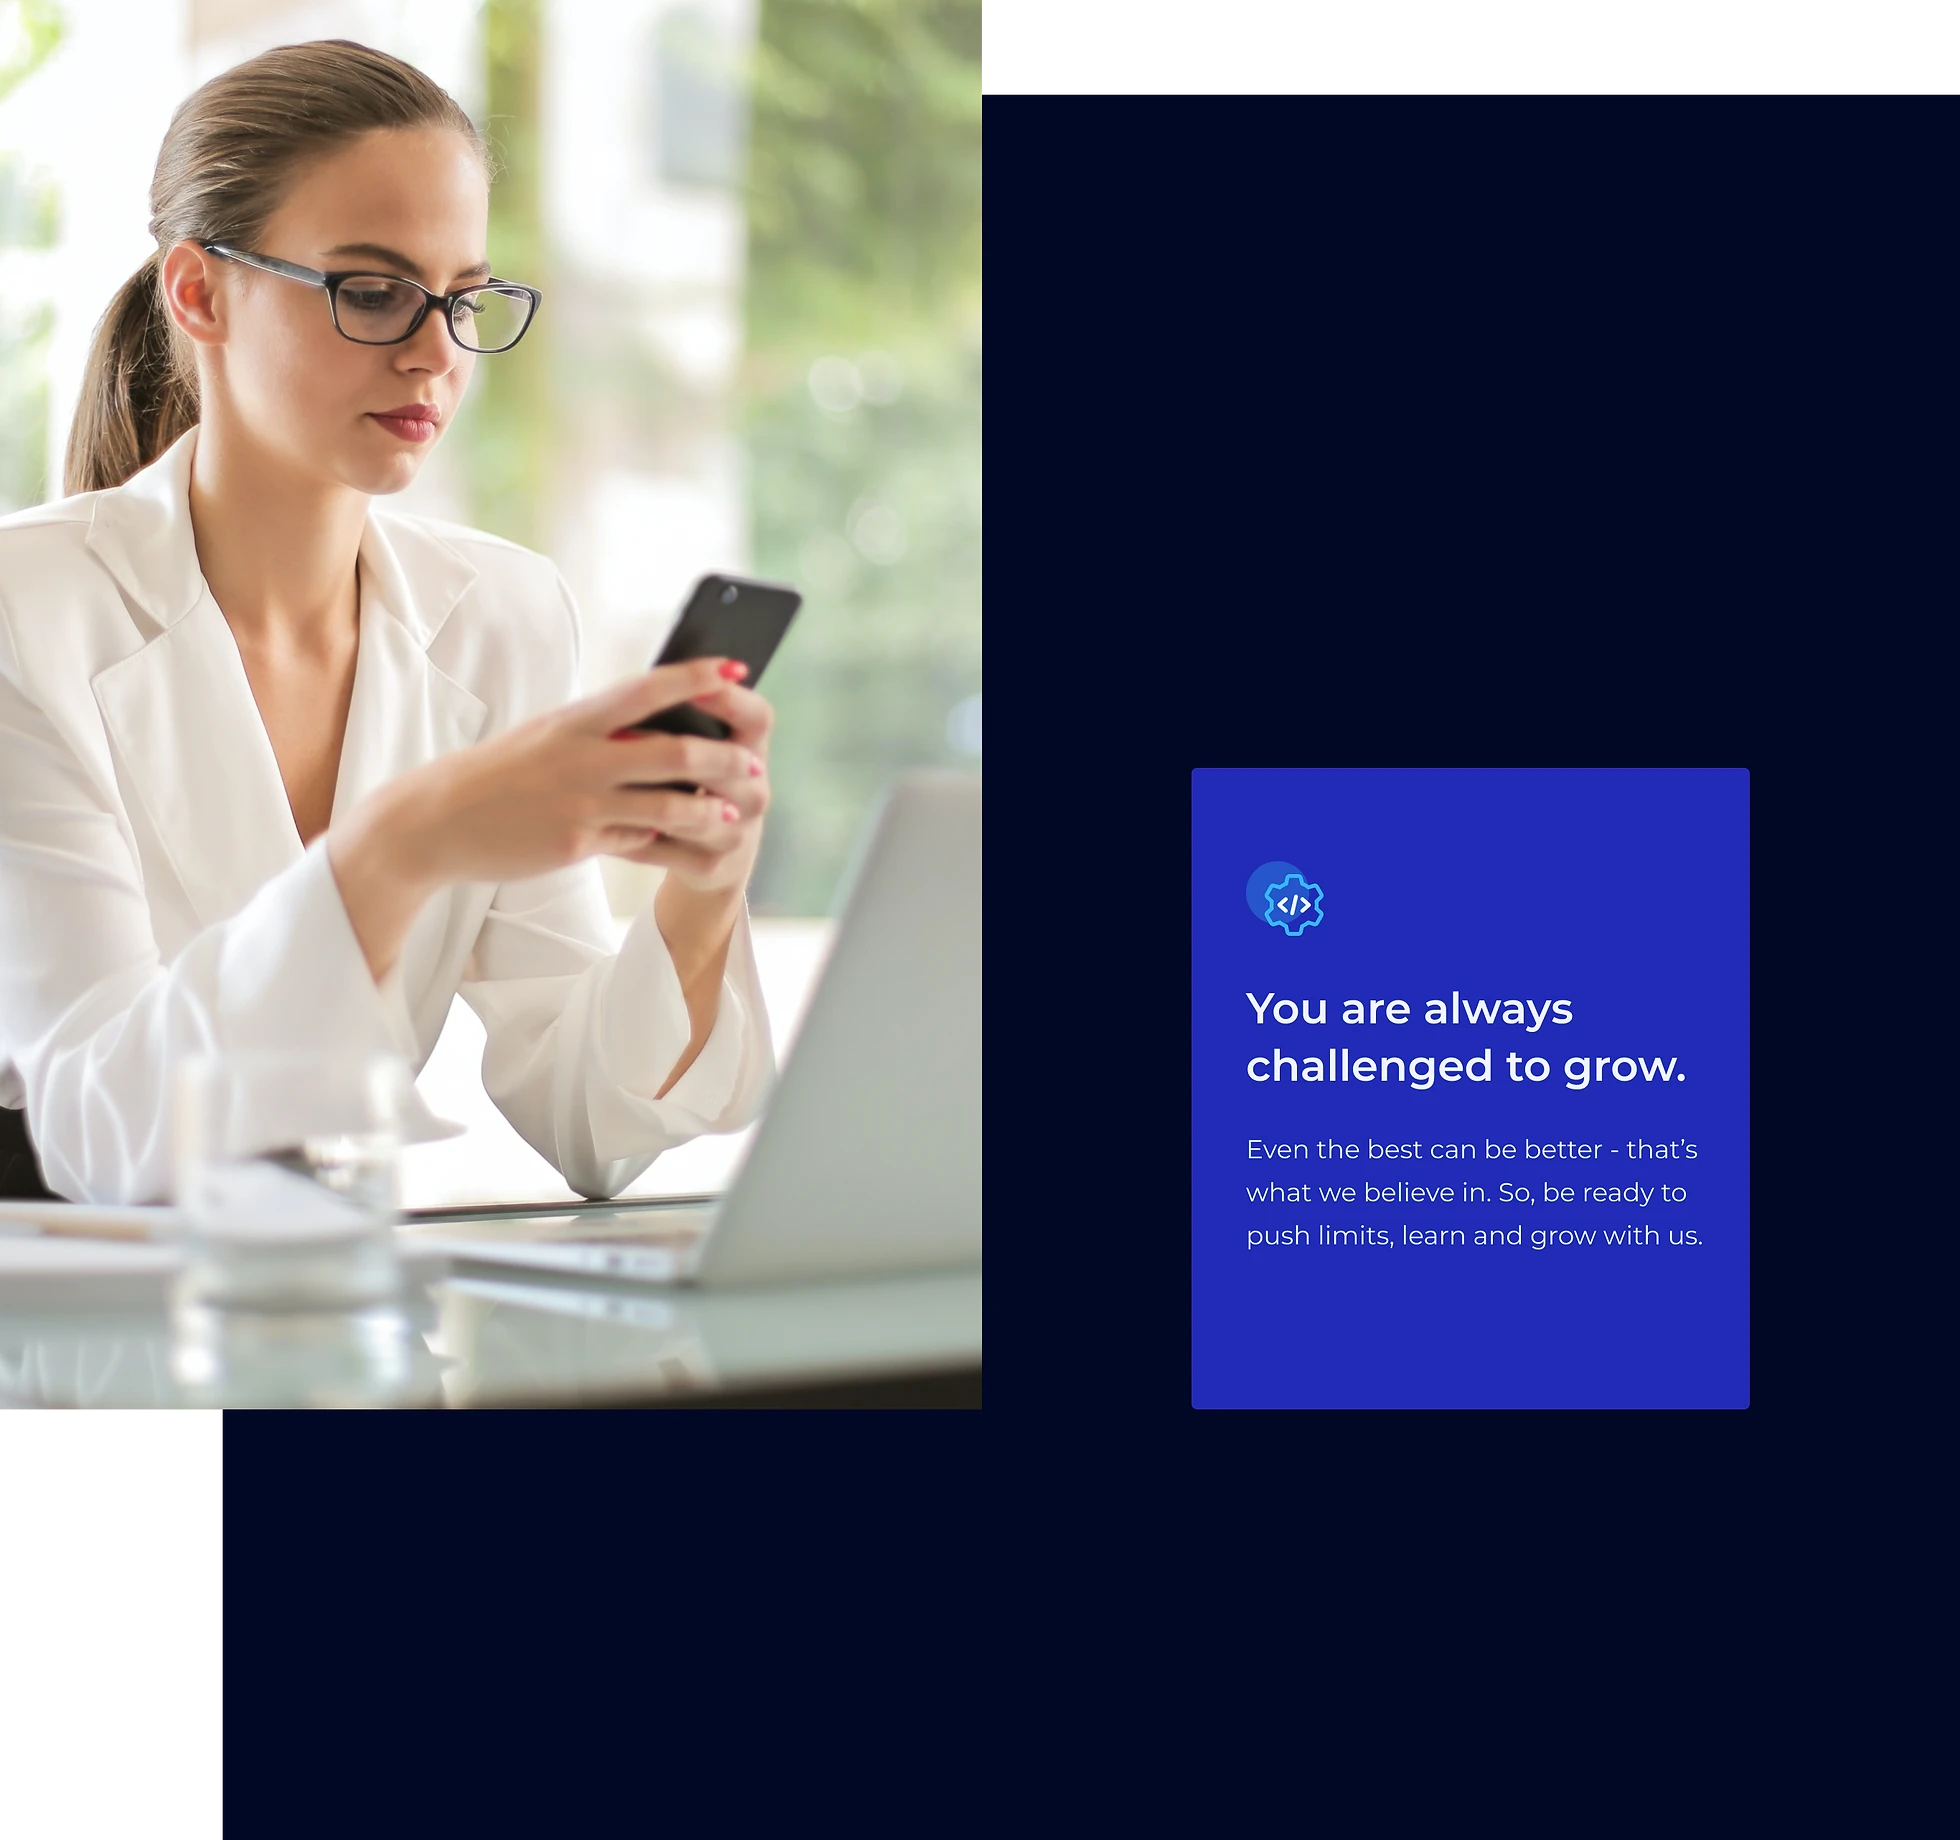 </>
You are always
challenged to grow.
Even the best can be better - that’s
what we believe in. So, be ready to
push limits, learn and grow with us.